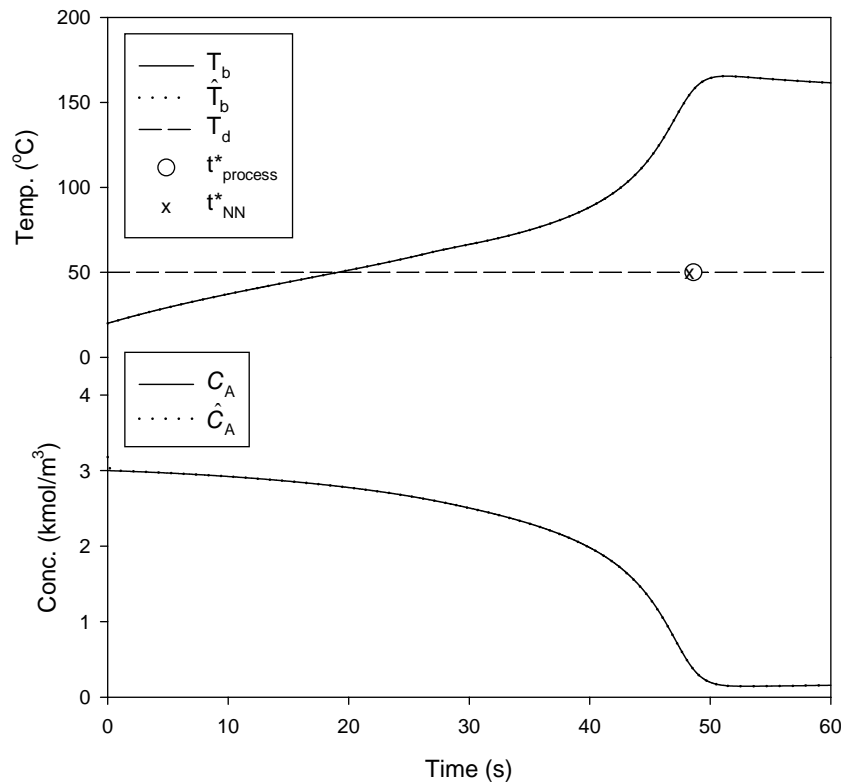 200
150
100
50
0
Temp. (°C)
T_b
T̂_b
T_d
t*_process
t*_NN
x
x
C_A
Ĉ_A
4
3
2
1
0
Conc. (kmol/m³)
0 10 20 30 40 50 60
Time (s)